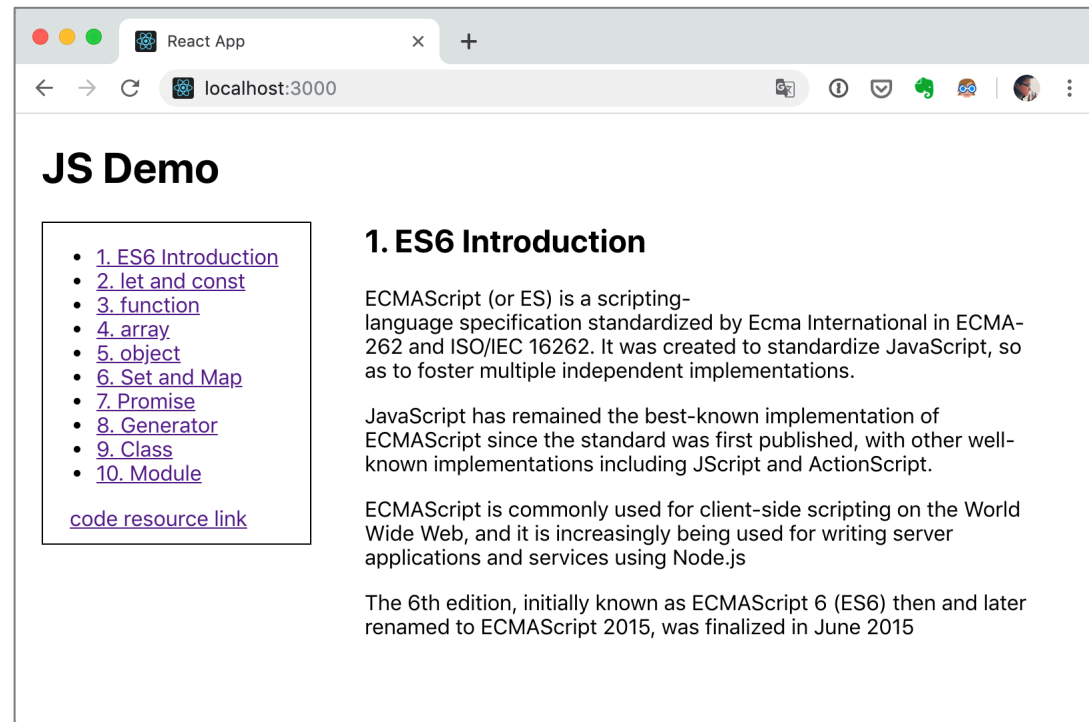 React App
localhost:3000
JS Demo
1. ES6 Introduction
2. let and const
3. function
4. array
5. object
6. Set and Map
7. Promise
8. Generator
9. Class
10. Module
code resource link
1. ES6 Introduction
ECMAScript (or ES) is a scripting-
language specification standardized by Ecma International in ECMA-
262 and ISO/IEC 16262. It was created to standardize JavaScript, so
as to foster multiple independent implementations.
JavaScript has remained the best-known implementation of
ECMAScript since the standard was first published, with other well-
known implementations including JScript and ActionScript.
ECMAScript is commonly used for client-side scripting on the World
Wide Web, and it is increasingly being used for writing server
applications and services using Node.js
The 6th edition, initially known as ECMAScript 6 (ES6) then and later
renamed to ECMAScript 2015, was finalized in June 2015